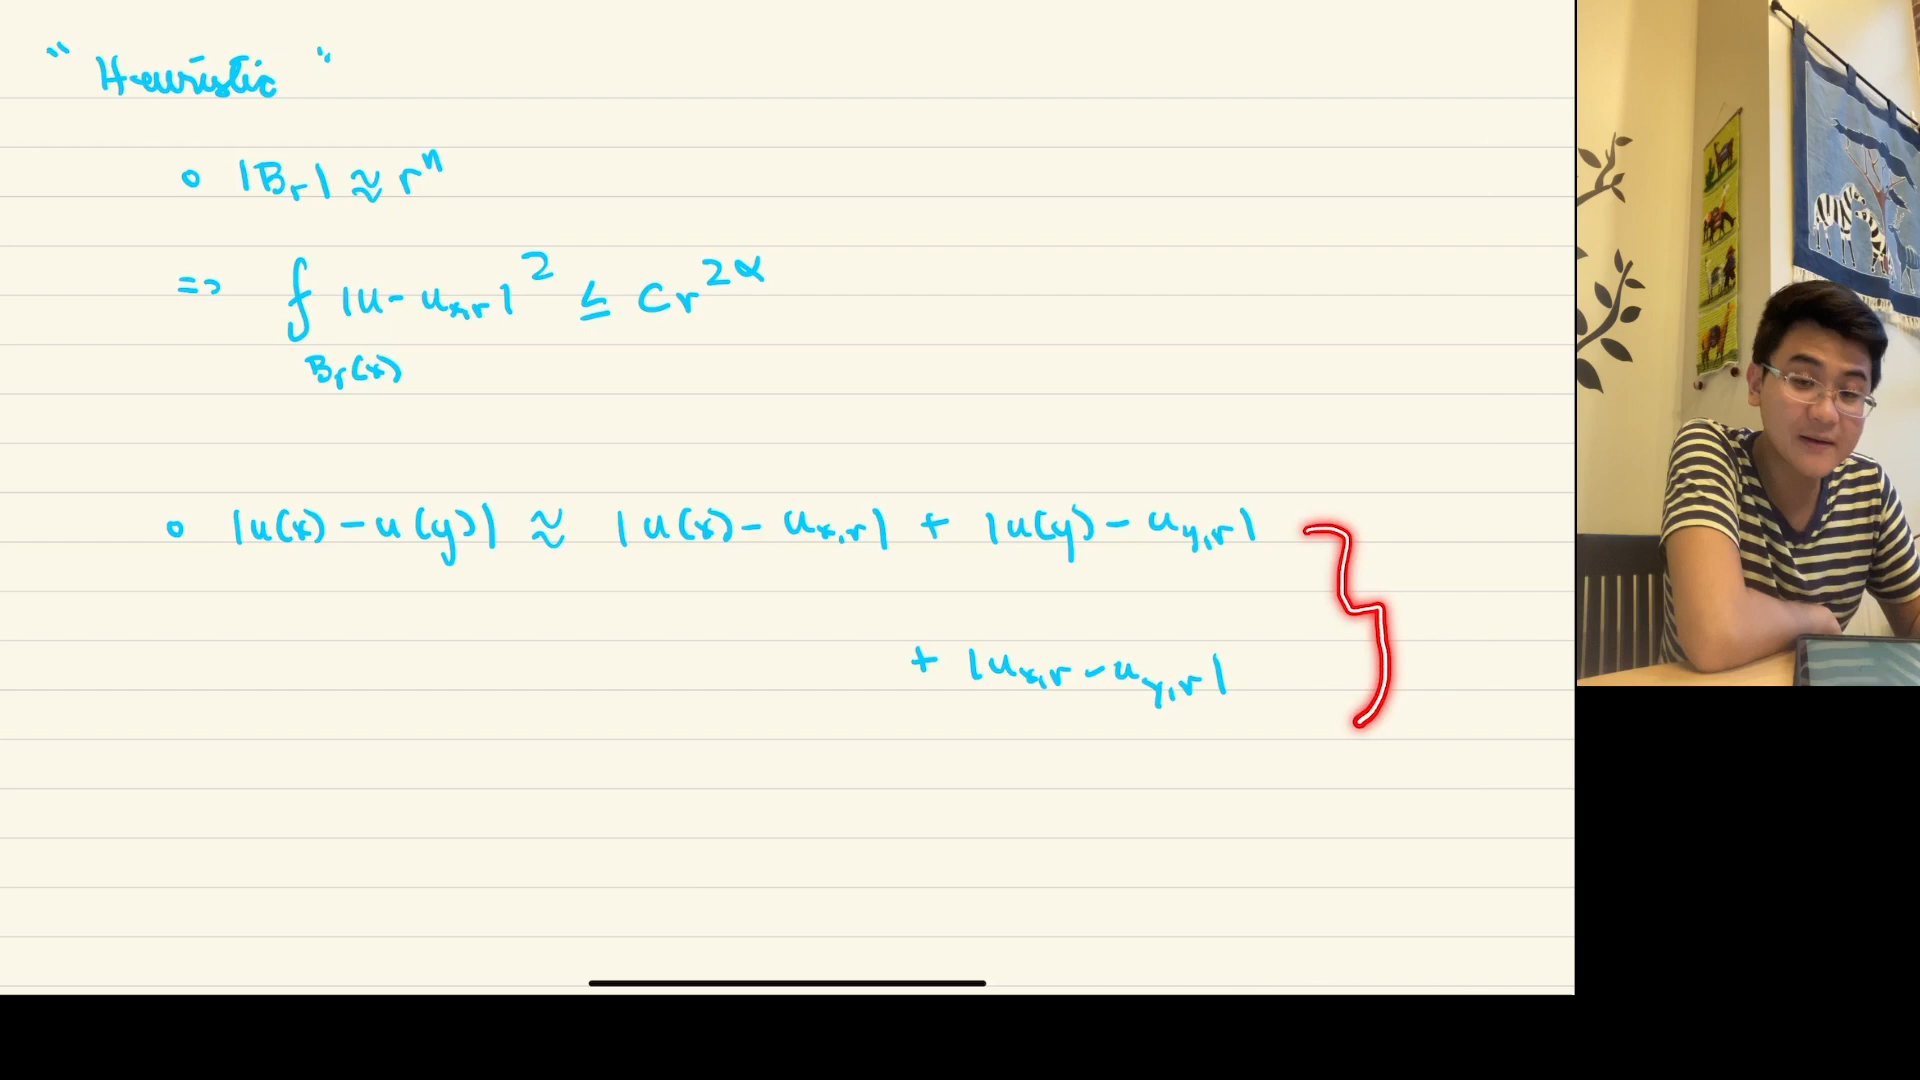 "Heuristic"
∘ |B_r| ≈ r^n
=> ⨍_{B_r(x)} |u - u_{x,r}|^2 ≤ C r^{2α}
∘ |u(x) - u(y)| ≈ |u(x) - u_{x,r}| + |u(y) - u_{y,r}|
+ |u_{x,r} - u_{y,r}|